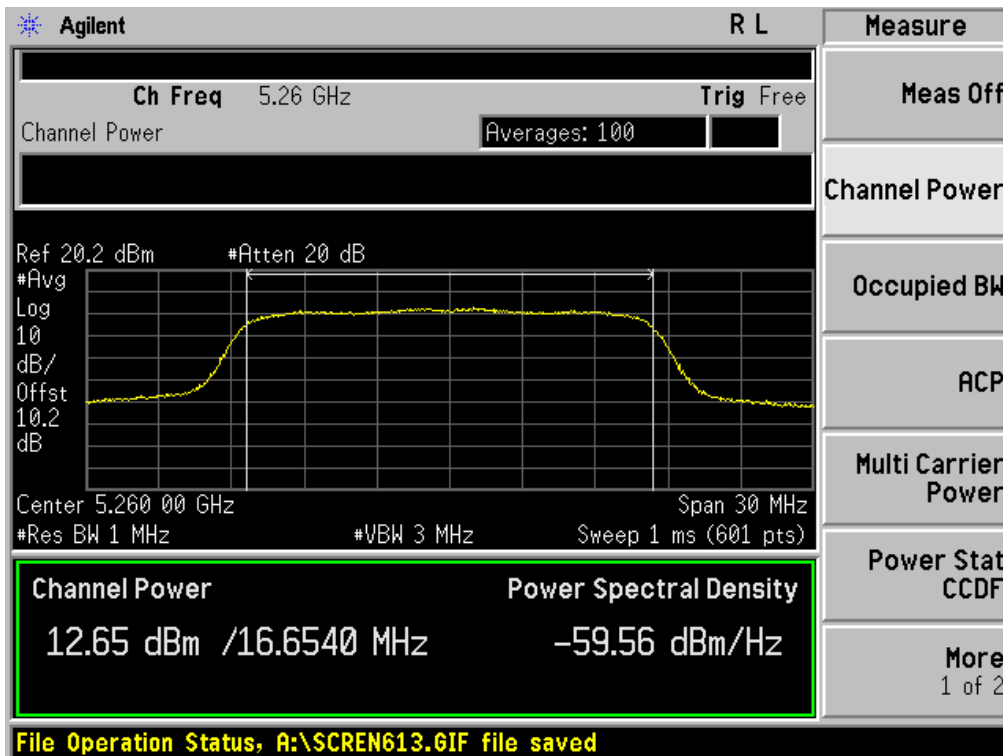 Agilent R L Measure
Ch Freq 5.26 GHz Trig Free
Channel Power Averages: 100
Meas Off
Channel Power
Occupied BW
ACP
Multi Carrier
Power
Power Stat
CCDF
More
1 of 2
Ref 20.2 dBm #Atten 20 dB
#Avg
Log
10
dB/
Offst
10.2
dB
Center 5.260 00 GHz Span 30 MHz
#Res BW 1 MHz #VBW 3 MHz Sweep 1 ms (601 pts)
Channel Power Power Spectral Density
12.65 dBm /16.6540 MHz -59.56 dBm/Hz
File Operation Status, A:\SCREN613.GIF file saved